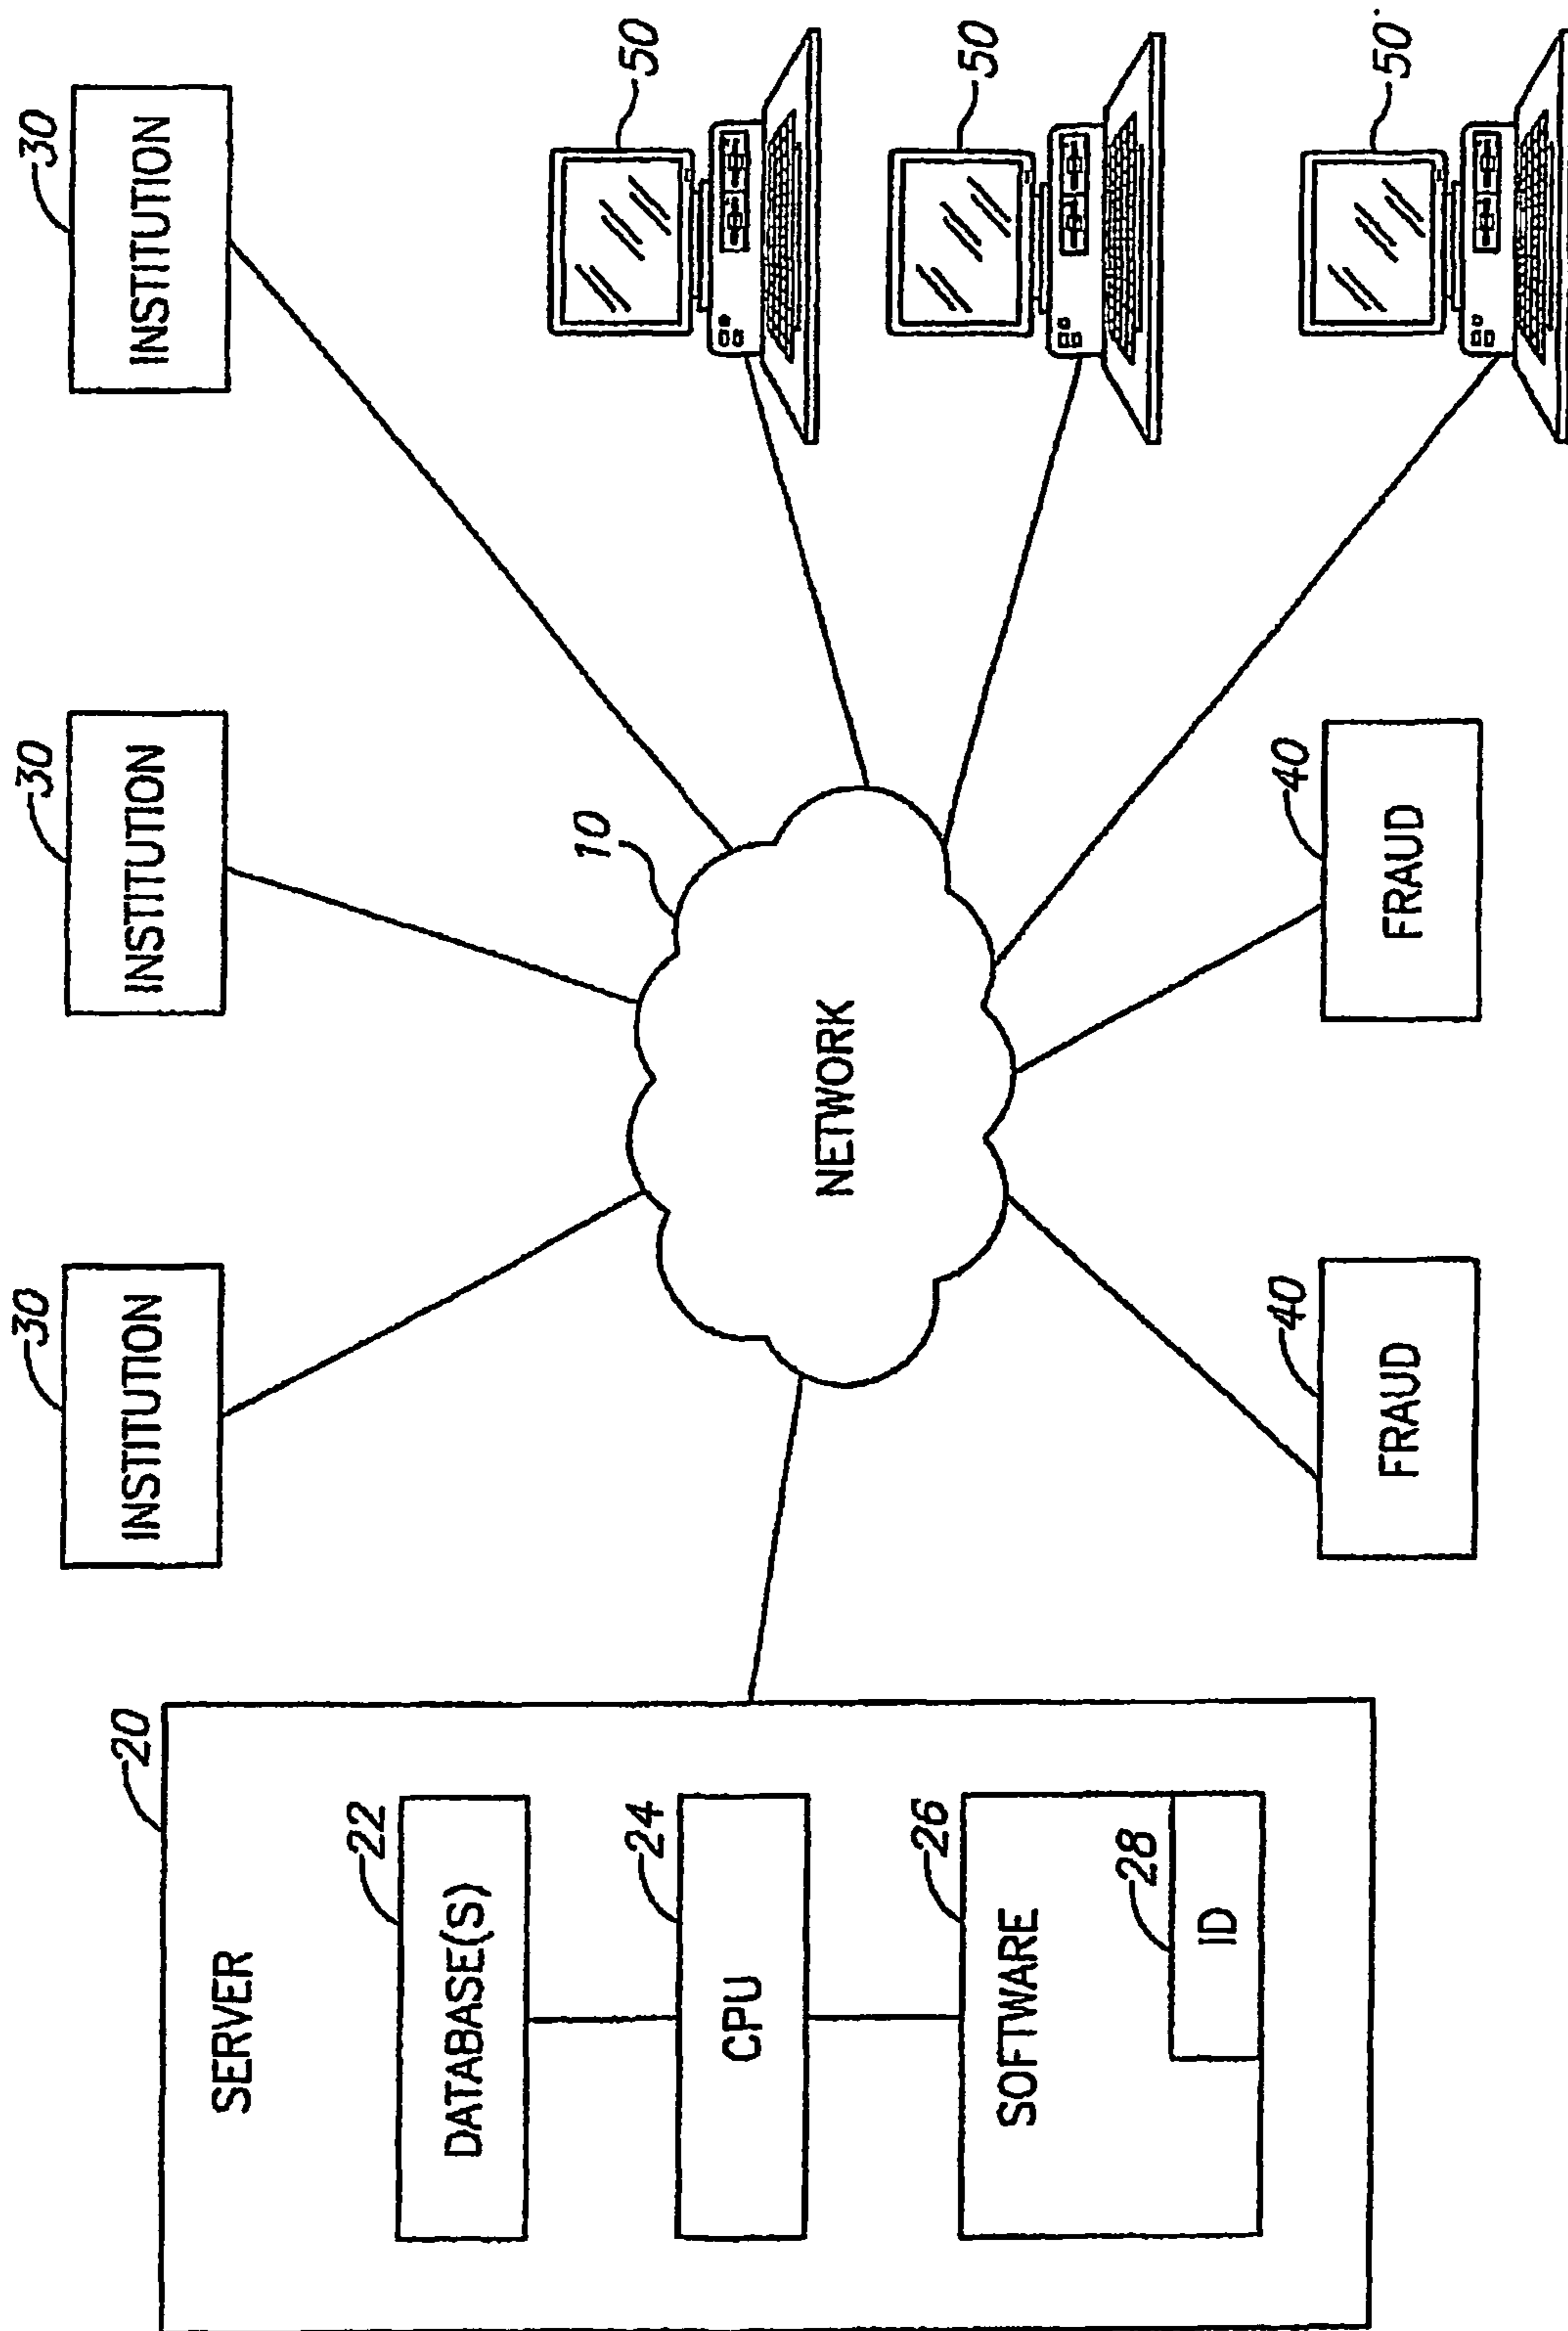 20
SERVER
22
DATABASE(S)
24
CPU
26
SOFTWARE
28
ID
30
INSTITUTION
30
INSTITUTION
30
INSTITUTION
10
NETWORK
40
FRAUD
40
FRAUD
50
50
50